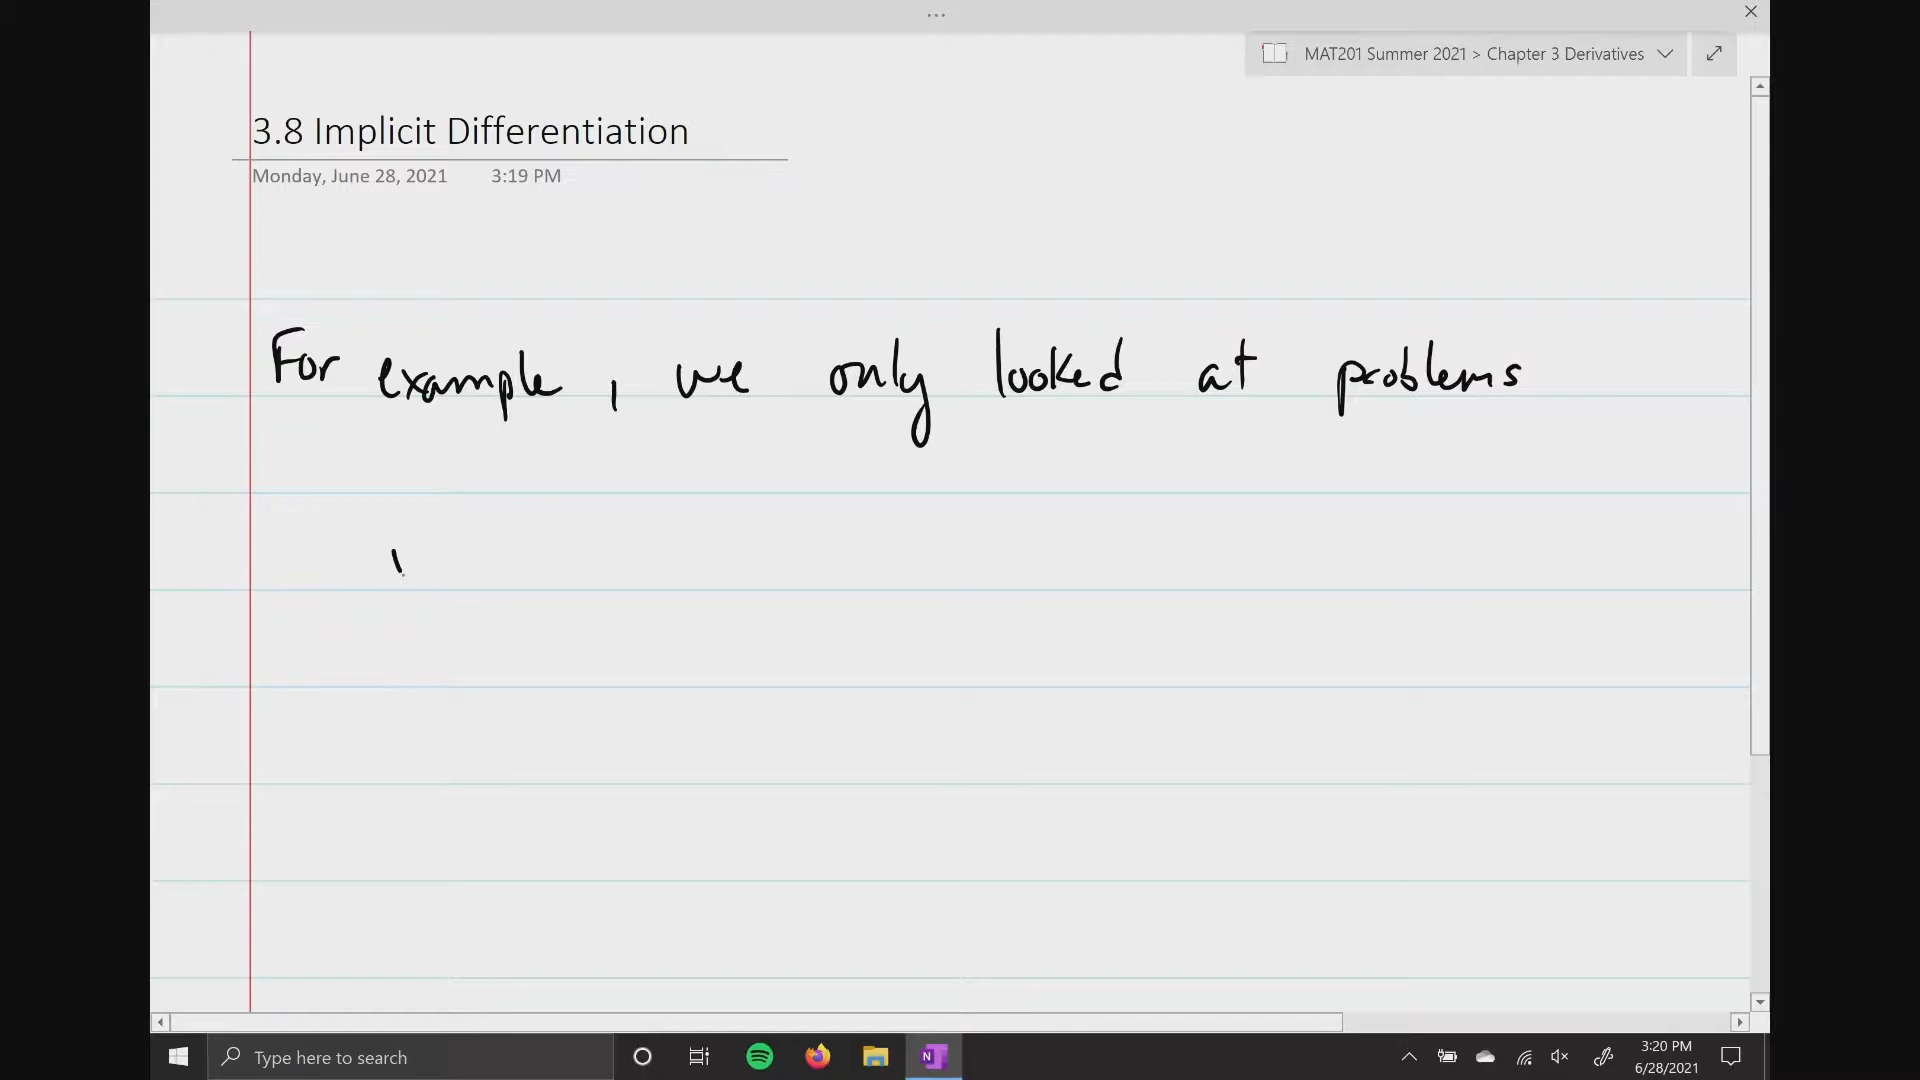 ...
MAT201 Summer 2021 > Chapter 3 Derivatives
3.8 Implicit Differentiation
Monday, June 28, 2021 3:19 PM
For example, we only looked at problems
Type here to search
N
3:20 PM
6/28/2021